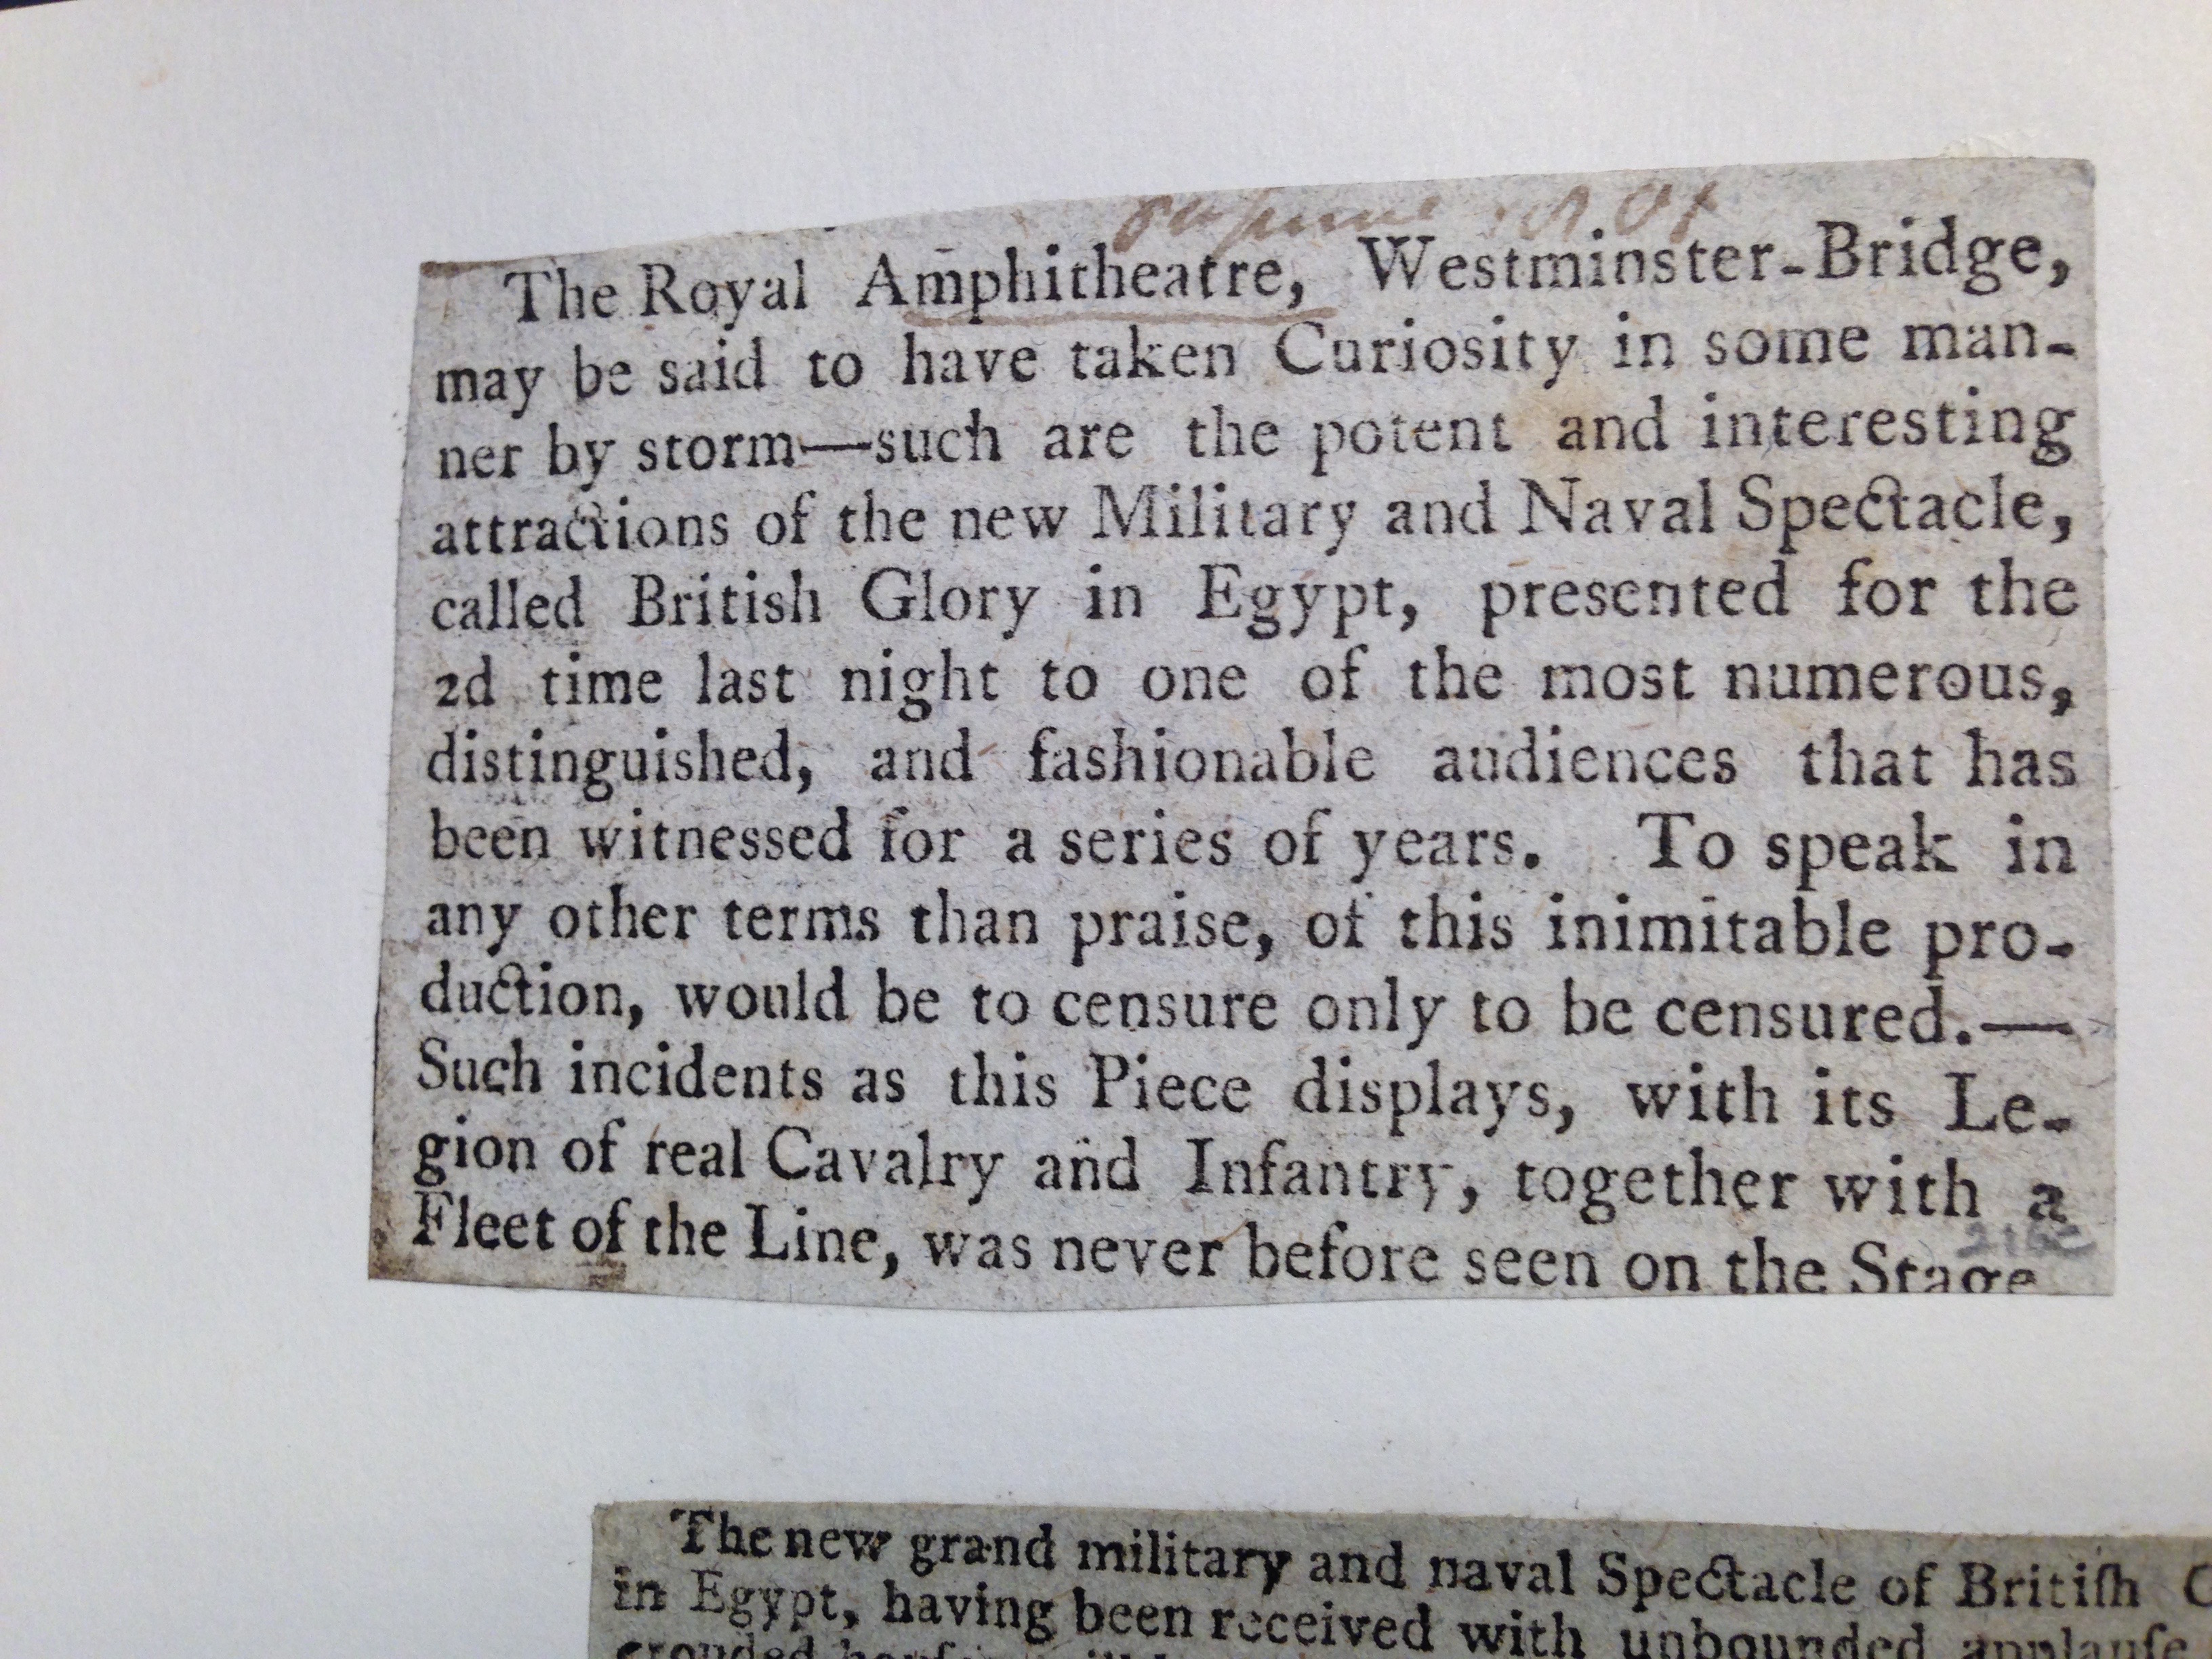 The Royal Amphitheatre, Westminster-Bridge,
may be said to have taken Curiosity in some man-
ner by storm—such are the potent and interesting
attractions of the new Military and Naval Spectacle,
called British Glory in Egypt, presented for the
2d time last night to one of the most numerous,
distinguished, and fashionable audiences that has
been witnessed for a series of years. To speak in
any other terms than praise, of this inimitable pro-
duction, would be to censure only to be censured.—
Such incidents as this Piece displays, with its Le-
gion of real Cavalry and Infantry, together with a
Fleet of the Line, was never before seen on the Stage
The new grand military and naval Spectacle of Britiſh
in Egypt, having been received with unbounded applauſe
crouded